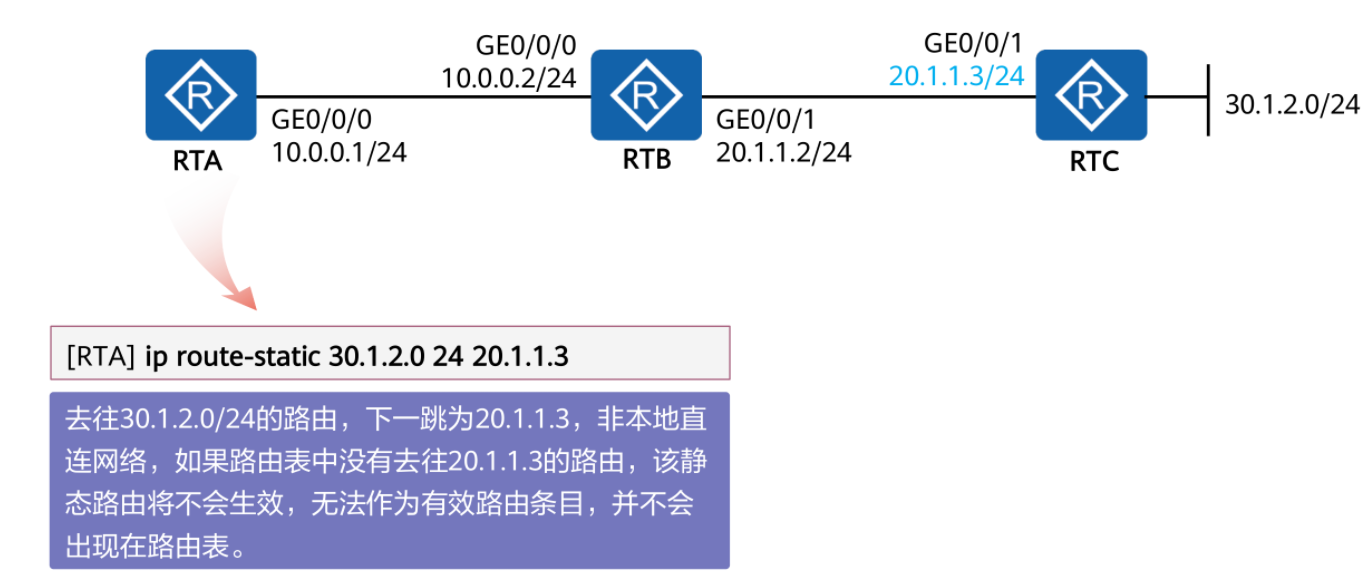 GE0/0/0
10.0.0.2/24
GE0/0/1
20.1.1.3/24
R
R
R
30.1.2.0/24
GE0/0/0
10.0.0.1/24
GE0/0/1
20.1.1.2/24
RTA
RTB
RTC
[RTA] ip route-static 30.1.2.0 24 20.1.1.3
去往30.1.2.0/24的路由，下一跳为20.1.1.3，非本地直
连网络，如果路由表中没有去往20.1.1.3的路由，该静
态路由将不会生效，无法作为有效路由条目，并不会
出现在路由表。